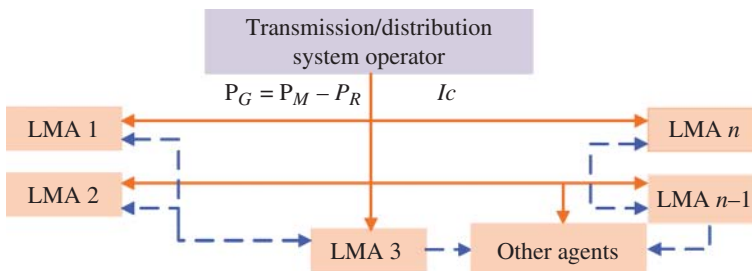 Transmission/distribution
system operator
P_G = P_M – P_R
Ic
LMA 1
LMA n
LMA 2
LMA n–1
LMA 3
Other agents